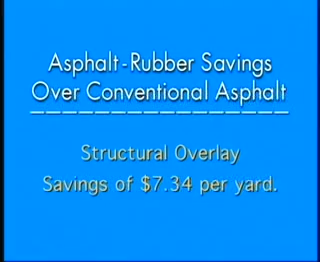 Asphalt-Rubber Savings
Over Conventional Asphalt
Structural Overlay
Savings of $7.34 per yard.